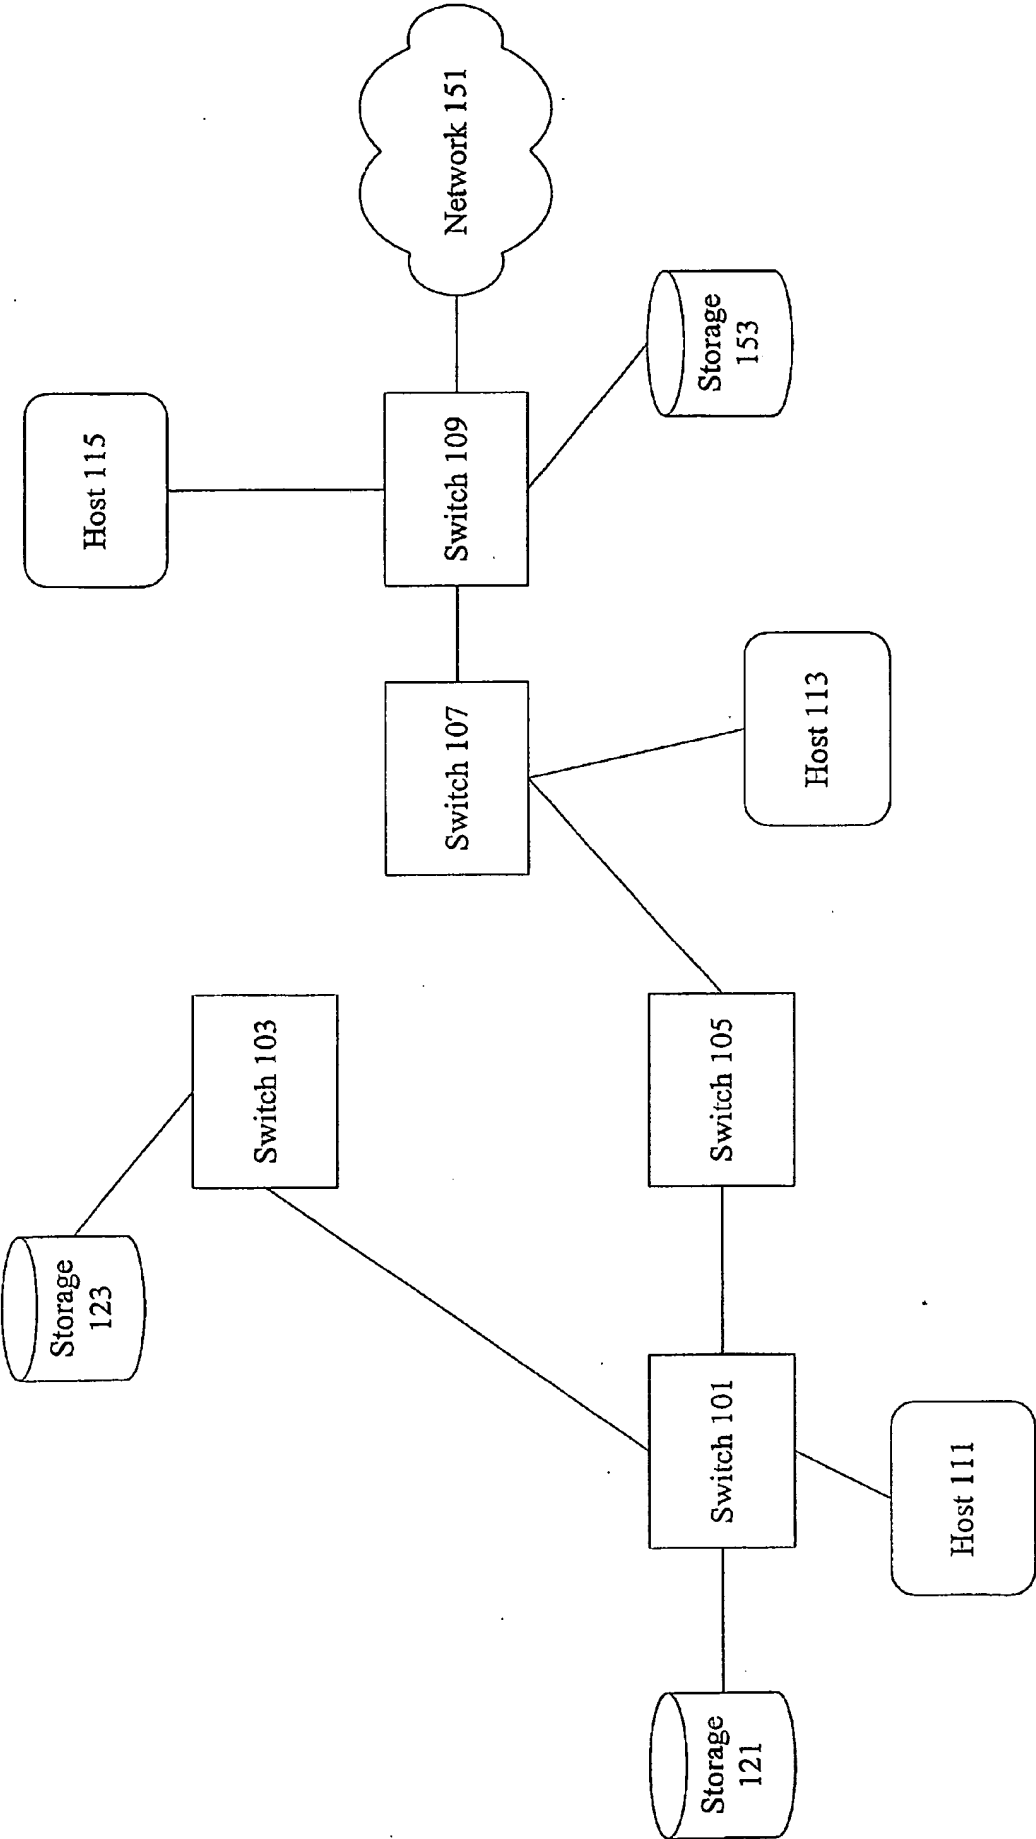 Storage
123
Switch 103
Host 115
Switch 107
Switch 109
Network 151
Storage
121
Switch 101
Switch 105
Storage
153
Host 111
Host 113